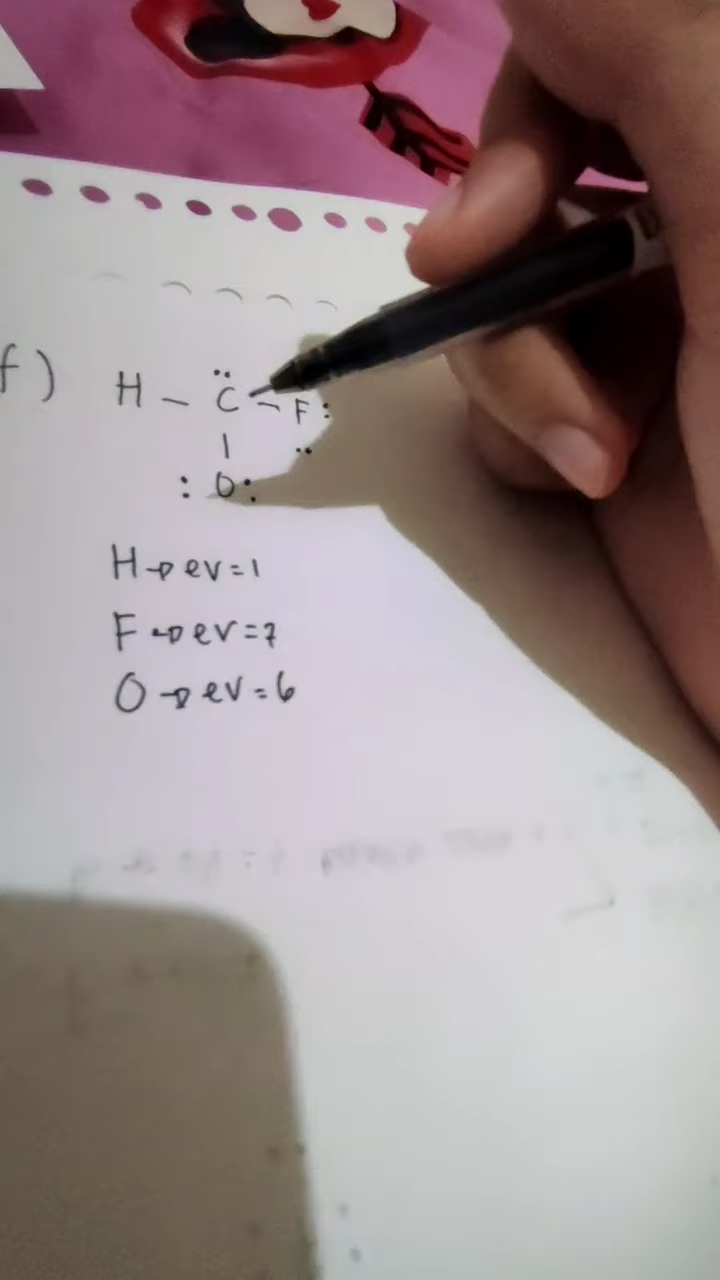 f) H - C - F :
: O :
H → ev = 1
F → ev = 7
O → ev = 6